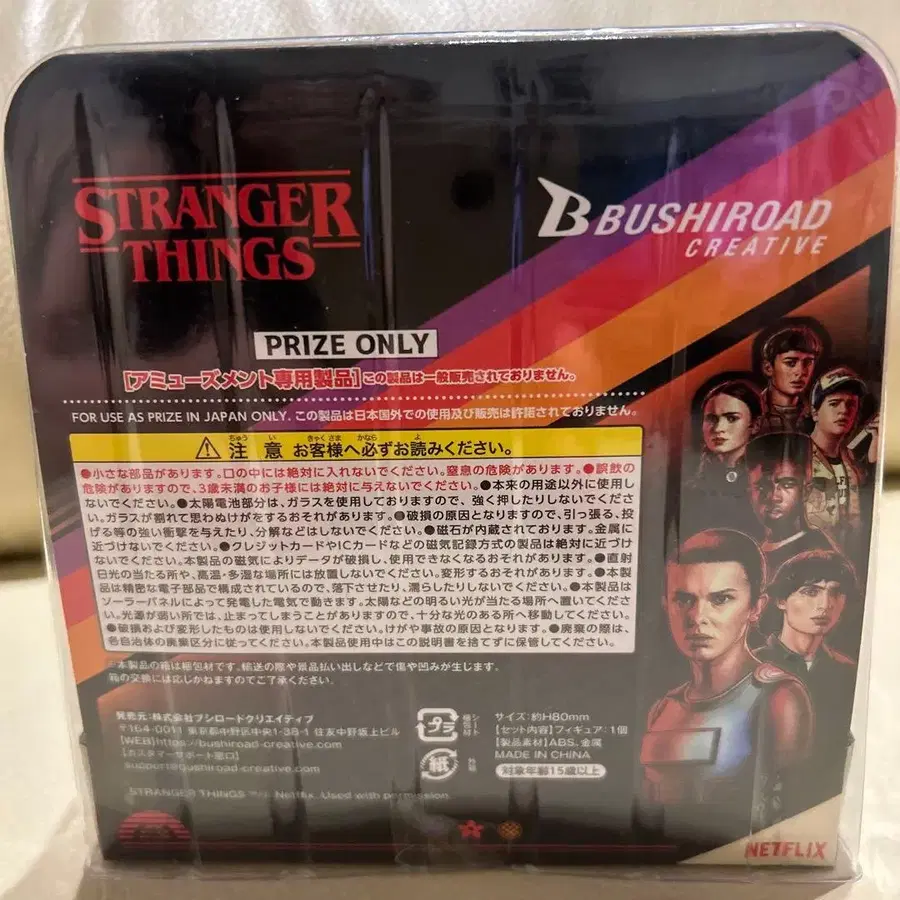 STRANGER
THINGS
BUSHIROAD
CREATIVE
PRIZE ONLY
[アミューズメント専用製品]この製品は一般販売されておりません。
FOR USE AS PRIZE IN JAPAN ONLY. この製品は日本国外での使用及び販売は許諾されておりません。
注意 お客様へ必ずお読みください。
●小さな部品があります。口の中には絶対に入れないでください。窒息の危険があります。●誤飲の
危険がありますので、3歳未満のお子様には絶対に与えないでください。●本来の用途以外に使用し
ないでください。●太陽電池部分は、ガラスを使用しておりますので、強く押したりしないでくださ
い。ガラスが割れて思わぬけがをするおそれがあります。●破損の原因となりますので、引っ張る、投
げる等の強い衝撃を与えたり、分解などはしないでください。●磁石が内蔵されております。金属に
近づけないでください。●クレジットカードやICカードなどの磁気記録方式の製品は絶対に近づけ
ないでください。本製品の磁気によりデータが破損し、使用できなくなるおそれがあります。●直射
日光の当たる所や、高温・多湿な場所には放置しないでください。変形するおそれがあります。●本製
品は精密な電子部品で構成されているので、落下させたり、濡らしたりしないでください。●本製品は
ソーラーパネルによって発電した電気で動きます。太陽などの明るい光が当たる場所へ置いてくださ
い。光源が弱い所では、止まってしまうことがありますので、十分な光のある所へ移動してください。
●破損および変形したものは使用しないでください。けがや事故の原因となります。●廃棄の際は、
各自治体の廃棄区分に従ってください。本製品使用中はこの説明書を捨てずに保管してください。
※本製品の箱は梱包材です。輸送の際や景品払い出しなどで傷や凹みが生じます。
箱の交換には応じかねますのでご了承ください。
発売元:株式会社ブシロードクリエイティブ
〒164-0011 東京都中野区中央1-38-1 住友中野坂上ビル
【WEB】https://bushiroad-creative.com
【カスタマーサポート窓口】
support@bushiroad-creative.com
プラ
紙
外箱
サイズ:約H80mm
【セット内容】フィギュア:1個
【製品素材】ABS、金属
MADE IN CHINA
対象年齢15歳以上
STRANGER THINGS ™/© Netflix. Used with permission.
NETFLIX